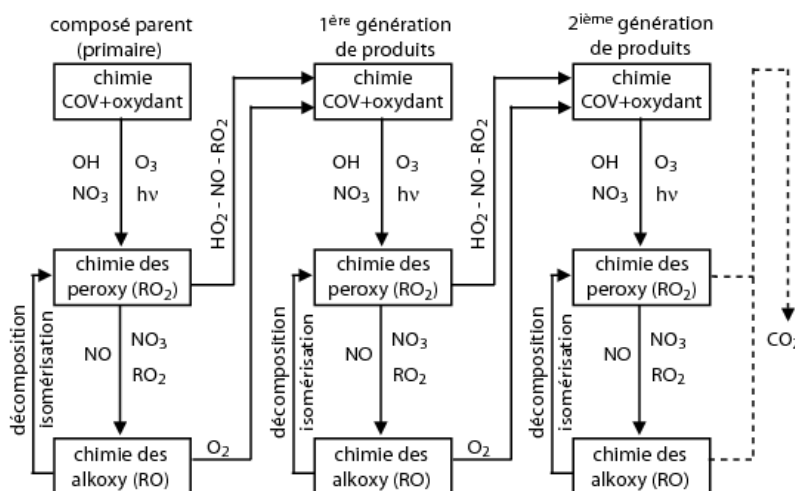 composé parent
(primaire)
chimie
COV+oxydant
OH O₃
NO₃ hν
HO₂ - NO - RO₂
chimie des
peroxy (RO₂)
décomposition
isomérisation
NO NO₃
RO₂
O₂
chimie des
alkoxy (RO)
1ère génération
de produits
chimie
COV+oxydant
OH O₃
NO₃ hν
HO₂ - NO - RO₂
chimie des
peroxy (RO₂)
décomposition
isomérisation
NO NO₃
RO₂
O₂
chimie des
alkoxy (RO)
2ième génération
de produits
chimie
COV+oxydant
OH O₃
NO₃ hν
chimie des
peroxy (RO₂)
décomposition
isomérisation
NO NO₃
RO₂
chimie des
alkoxy (RO)
CO₂